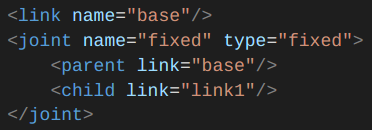 <link name="base"/>
<joint name="fixed" type="fixed">
    <parent link="base"/>
    <child link="link1"/>
</joint>